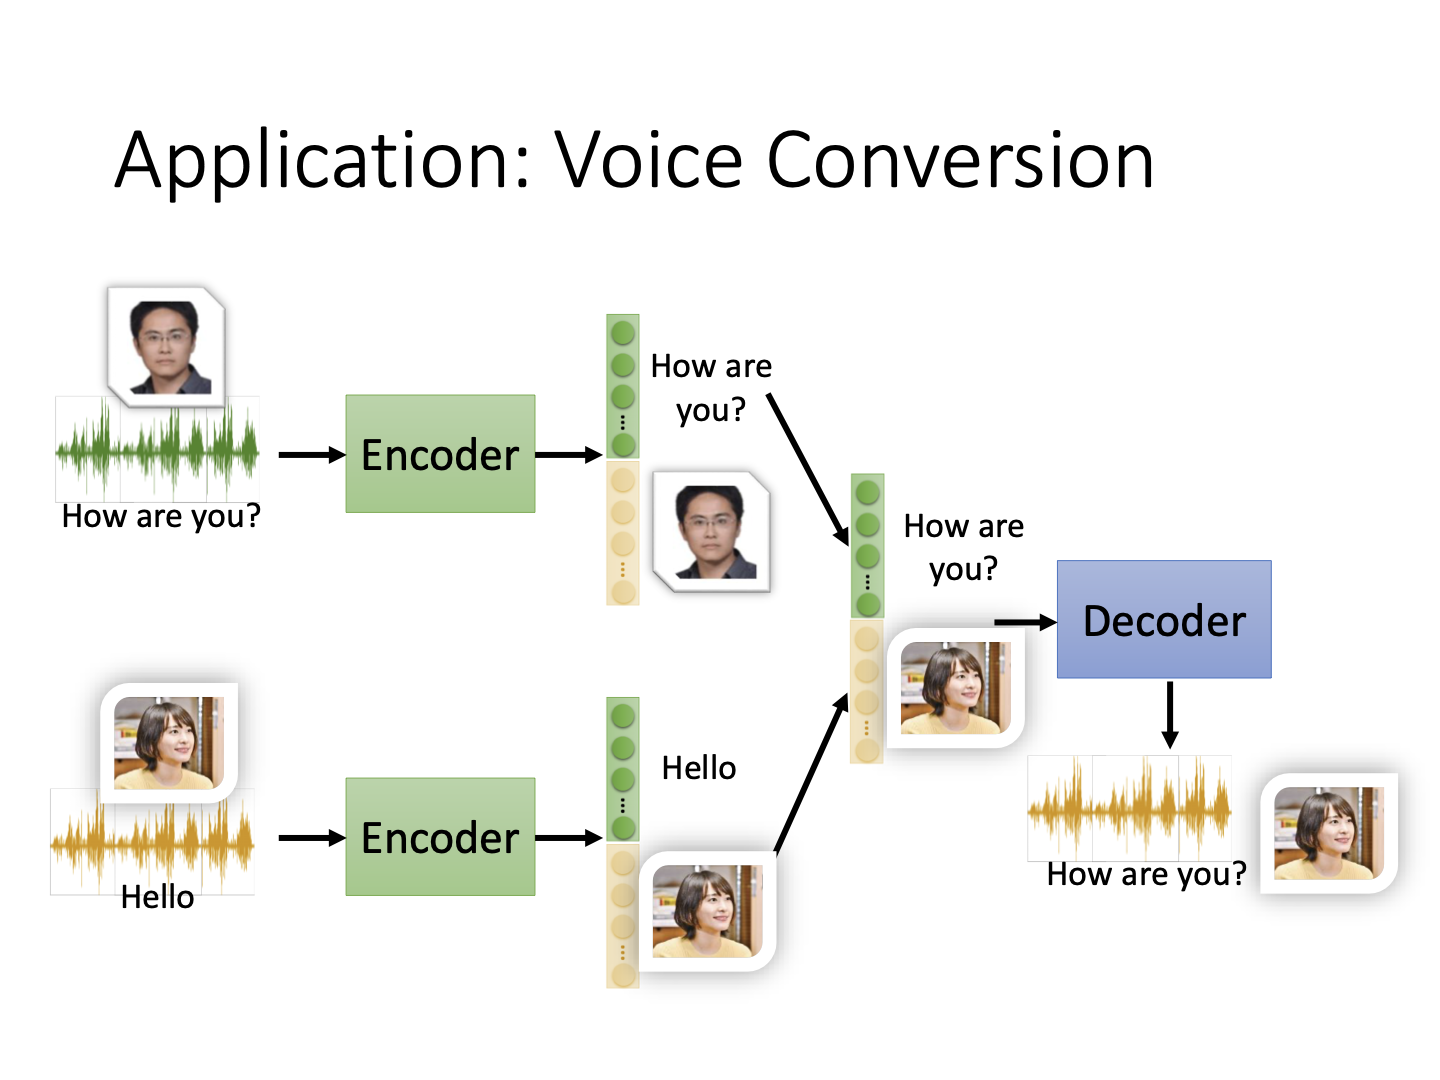 Application: Voice Conversion
How are you?
Encoder
How are
you?
Hello
Encoder
Hello
How are
you?
Decoder
How are you?